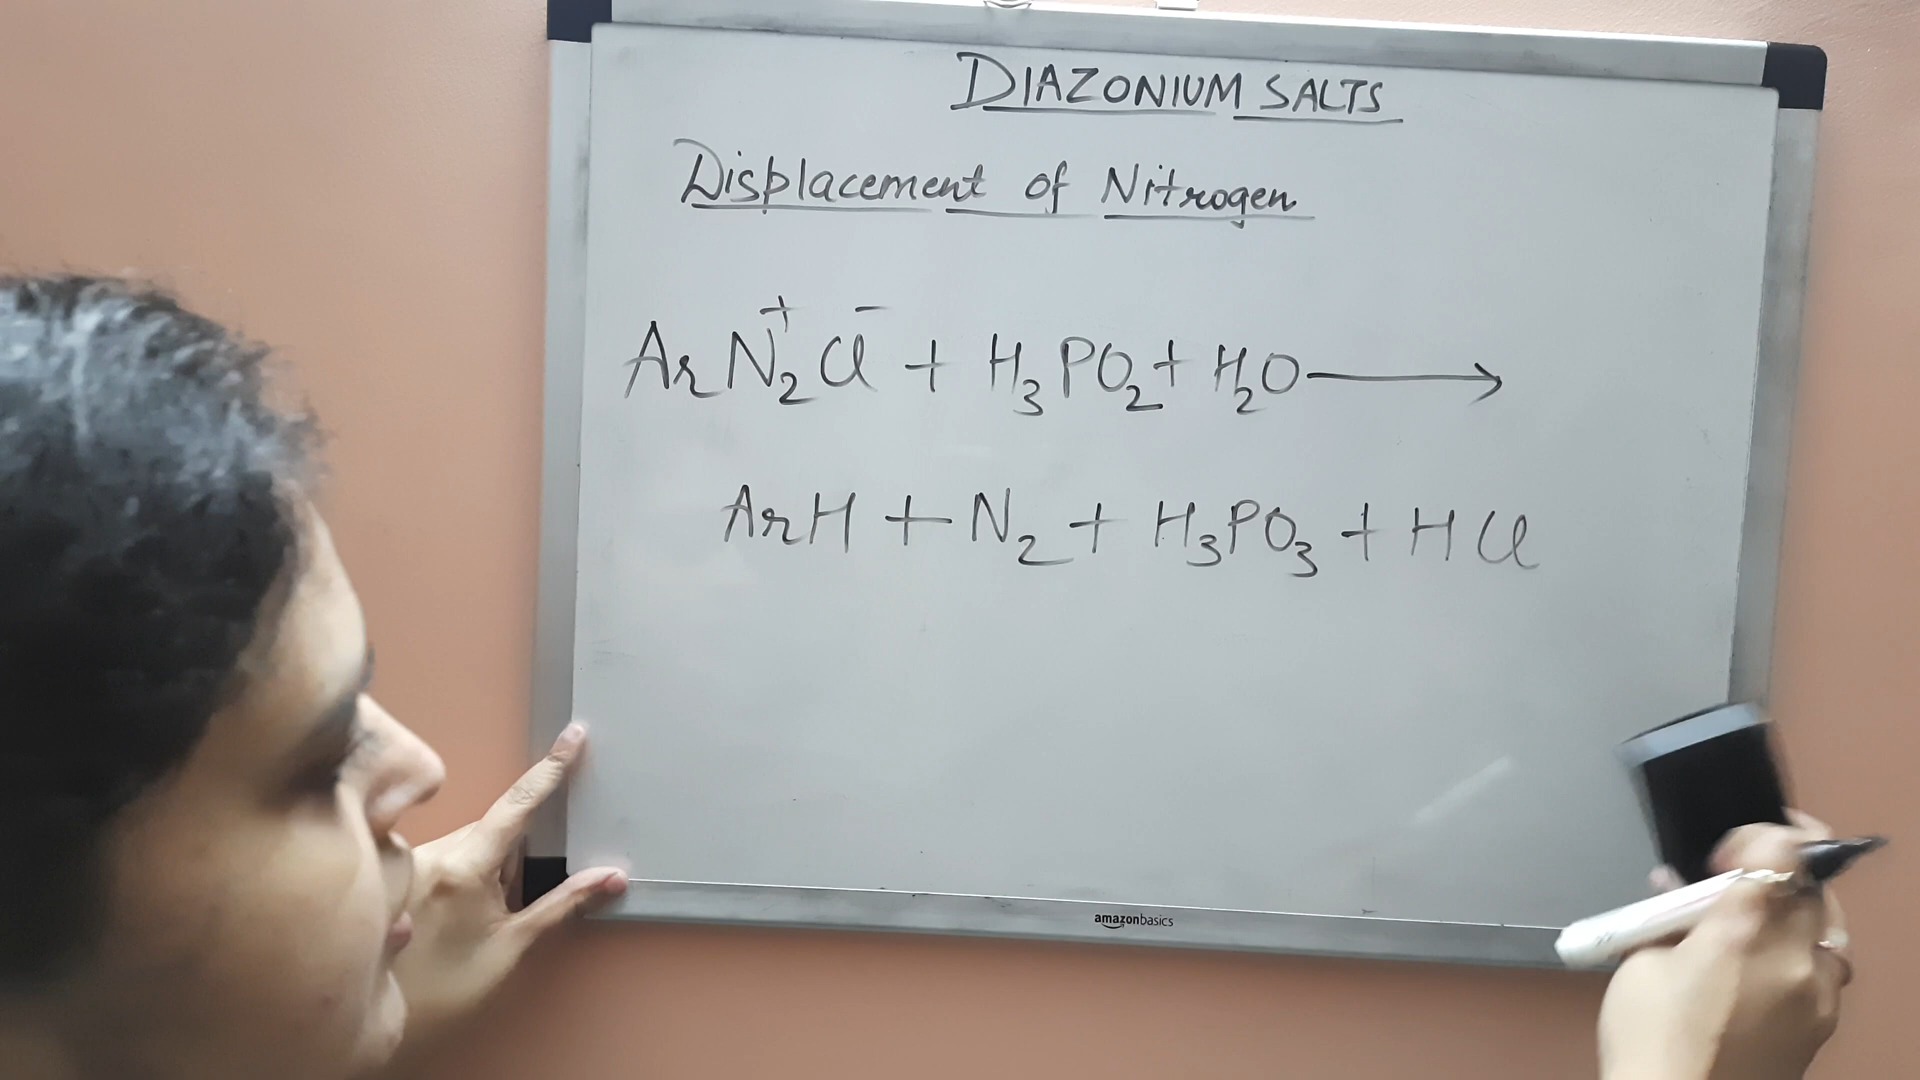 DIAZONIUM SALTS
Displacement of Nitrogen
ArN₂⁺Cl⁻ + H₃PO₂ + H₂O ⟶
ArH + N₂ + H₃PO₃ + HCl
amazonbasics